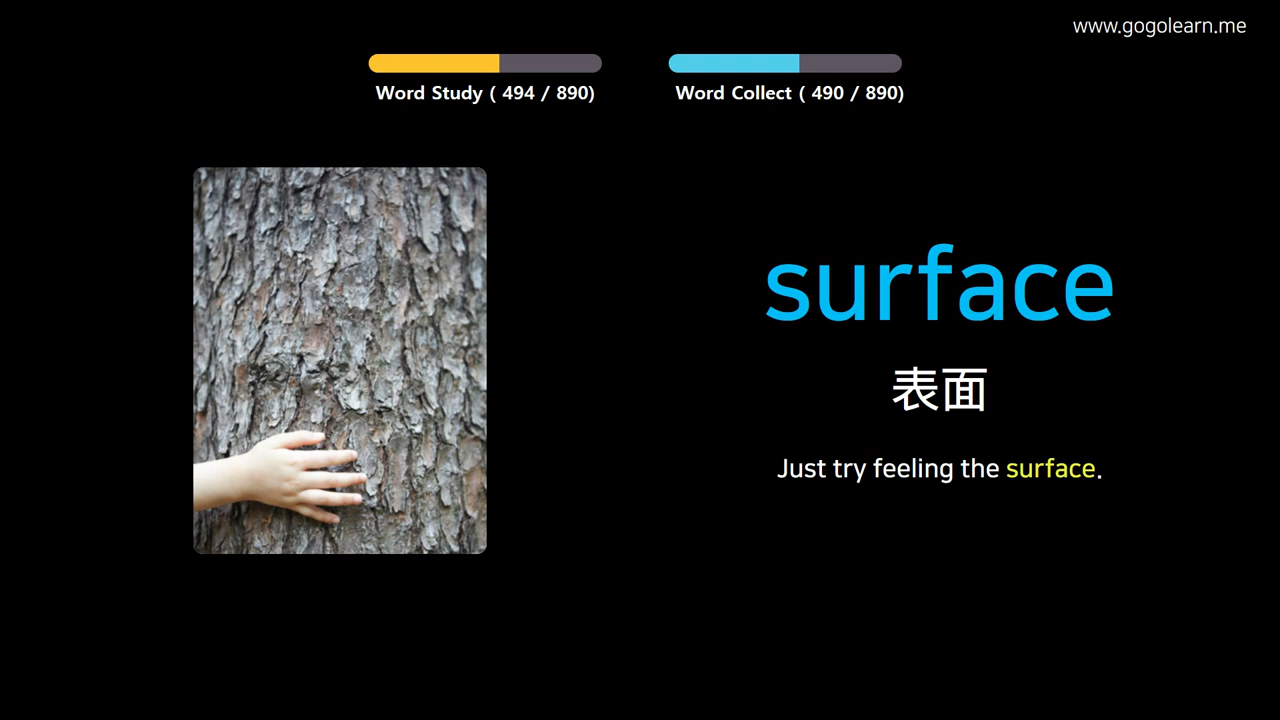 www.gogolearn.me
Word Study ( 494 / 890)
Word Collect ( 490 / 890)
surface
表面
Just try feeling the surface.